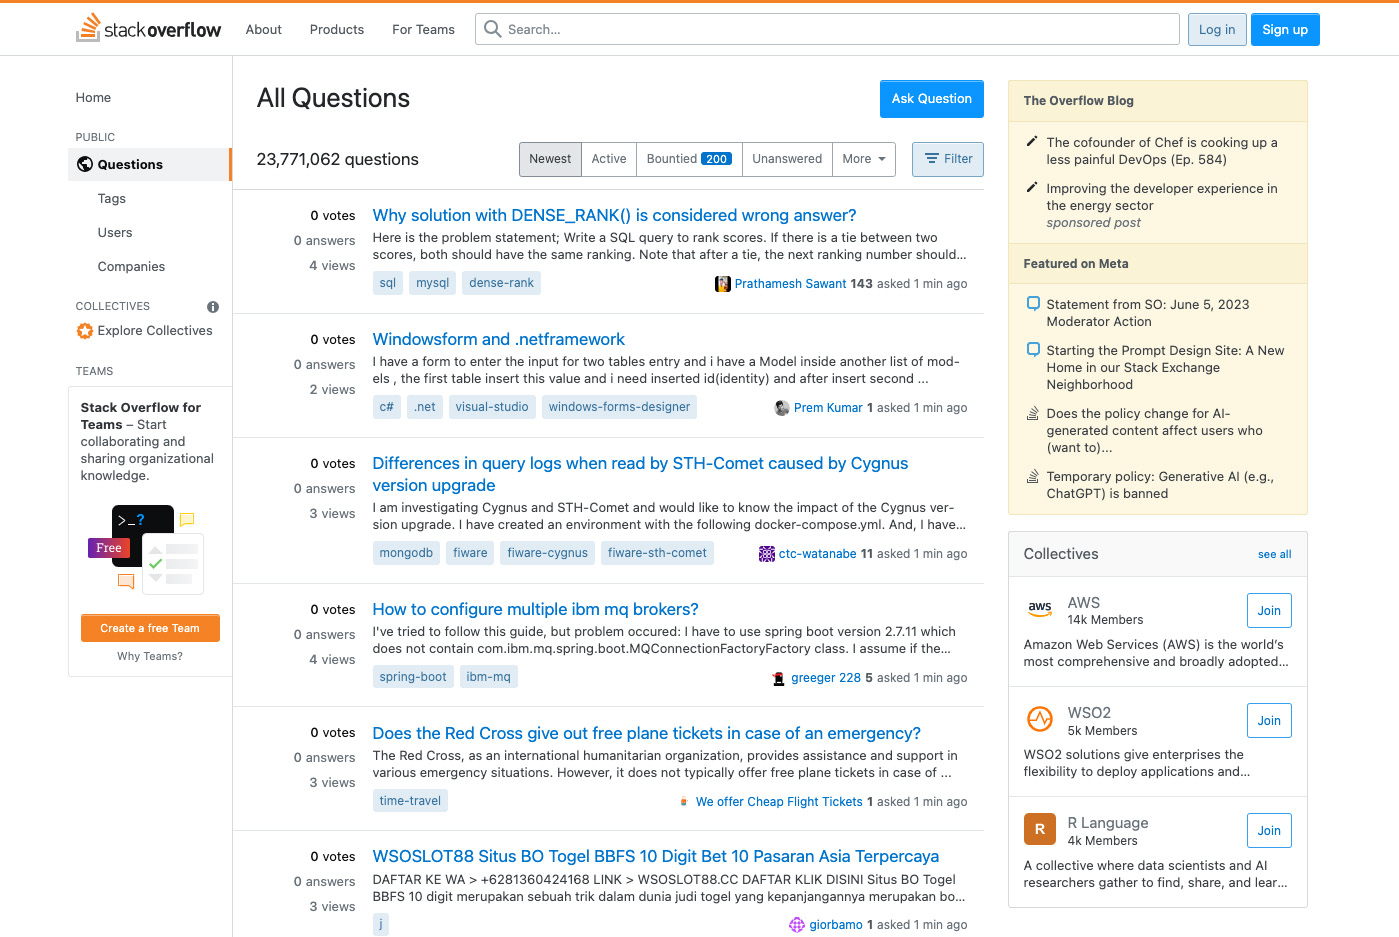 stackoverflow
About
Products
For Teams
Search...
Log in
Sign up
Home
PUBLIC
Questions
Tags
Users
Companies
COLLECTIVES
Explore Collectives
TEAMS
Stack Overflow for
Teams – Start
collaborating and
sharing organizational
knowledge.
>_?
Free
Create a free Team
Why Teams?
All Questions
Ask Question
23,771,062 questions
Newest
Active
Bountied 200
Unanswered
More
Filter
0 votes
0 answers
4 views
Why solution with DENSE_RANK() is considered wrong answer?
Here is the problem statement; Write a SQL query to rank scores. If there is a tie between two
scores, both should have the same ranking. Note that after a tie, the next ranking number should...
sql mysql dense-rank
Prathamesh Sawant 143 asked 1 min ago
0 votes
0 answers
2 views
Windowsform and .netframework
I have a form to enter the input for two tables entry and i have a Model inside another list of mod-
els , the first table insert this value and i need inserted id(identity) and after insert second ...
c# .net visual-studio windows-forms-designer
Prem Kumar 1 asked 1 min ago
0 votes
0 answers
3 views
Differences in query logs when read by STH-Comet caused by Cygnus
version upgrade
I am investigating Cygnus and STH-Comet and would like to know the impact of the Cygnus ver-
sion upgrade. I have created an environment with the following docker-compose.yml. And, I have...
mongodb fiware fiware-cygnus fiware-sth-comet
ctc-watanabe 11 asked 1 min ago
0 votes
0 answers
4 views
How to configure multiple ibm mq brokers?
I've tried to follow this guide, but problem occured: I have to use spring boot version 2.7.11 which
does not contain com.ibm.mq.spring.boot.MQConnectionFactoryFactory class. I assume if the...
spring-boot ibm-mq
greeger 228 5 asked 1 min ago
0 votes
0 answers
3 views
Does the Red Cross give out free plane tickets in case of an emergency?
The Red Cross, as an international humanitarian organization, provides assistance and support in
various emergency situations. However, it does not typically offer free plane tickets in case of ...
time-travel
We offer Cheap Flight Tickets 1 asked 1 min ago
0 votes
0 answers
3 views
WSOSLOT88 Situs BO Togel BBFS 10 Digit Bet 10 Pasaran Asia Terpercaya
DAFTAR KE WA > +6281360424168 LINK > WSOSLOT88.CC DAFTAR KLIK DISINI Situs BO Togel
BBFS 10 digit merupakan sebuah trik dalam dunia judi togel yang kepanjangannya merupakan bo...
j
giorbamo 1 asked 1 min ago
The Overflow Blog
The cofounder of Chef is cooking up a
less painful DevOps (Ep. 584)
Improving the developer experience in
the energy sector
sponsored post
Featured on Meta
Statement from SO: June 5, 2023
Moderator Action
Starting the Prompt Design Site: A New
Home in our Stack Exchange
Neighborhood
Does the policy change for AI-
generated content affect users who
(want to)...
Temporary policy: Generative AI (e.g.,
ChatGPT) is banned
Collectives
see all
aws
AWS
14k Members
Join
Amazon Web Services (AWS) is the world's
most comprehensive and broadly adopted...
WSO2
5k Members
Join
WSO2 solutions give enterprises the
flexibility to deploy applications and...
R
R Language
4k Members
Join
A collective where data scientists and AI
researchers gather to find, share, and lear...